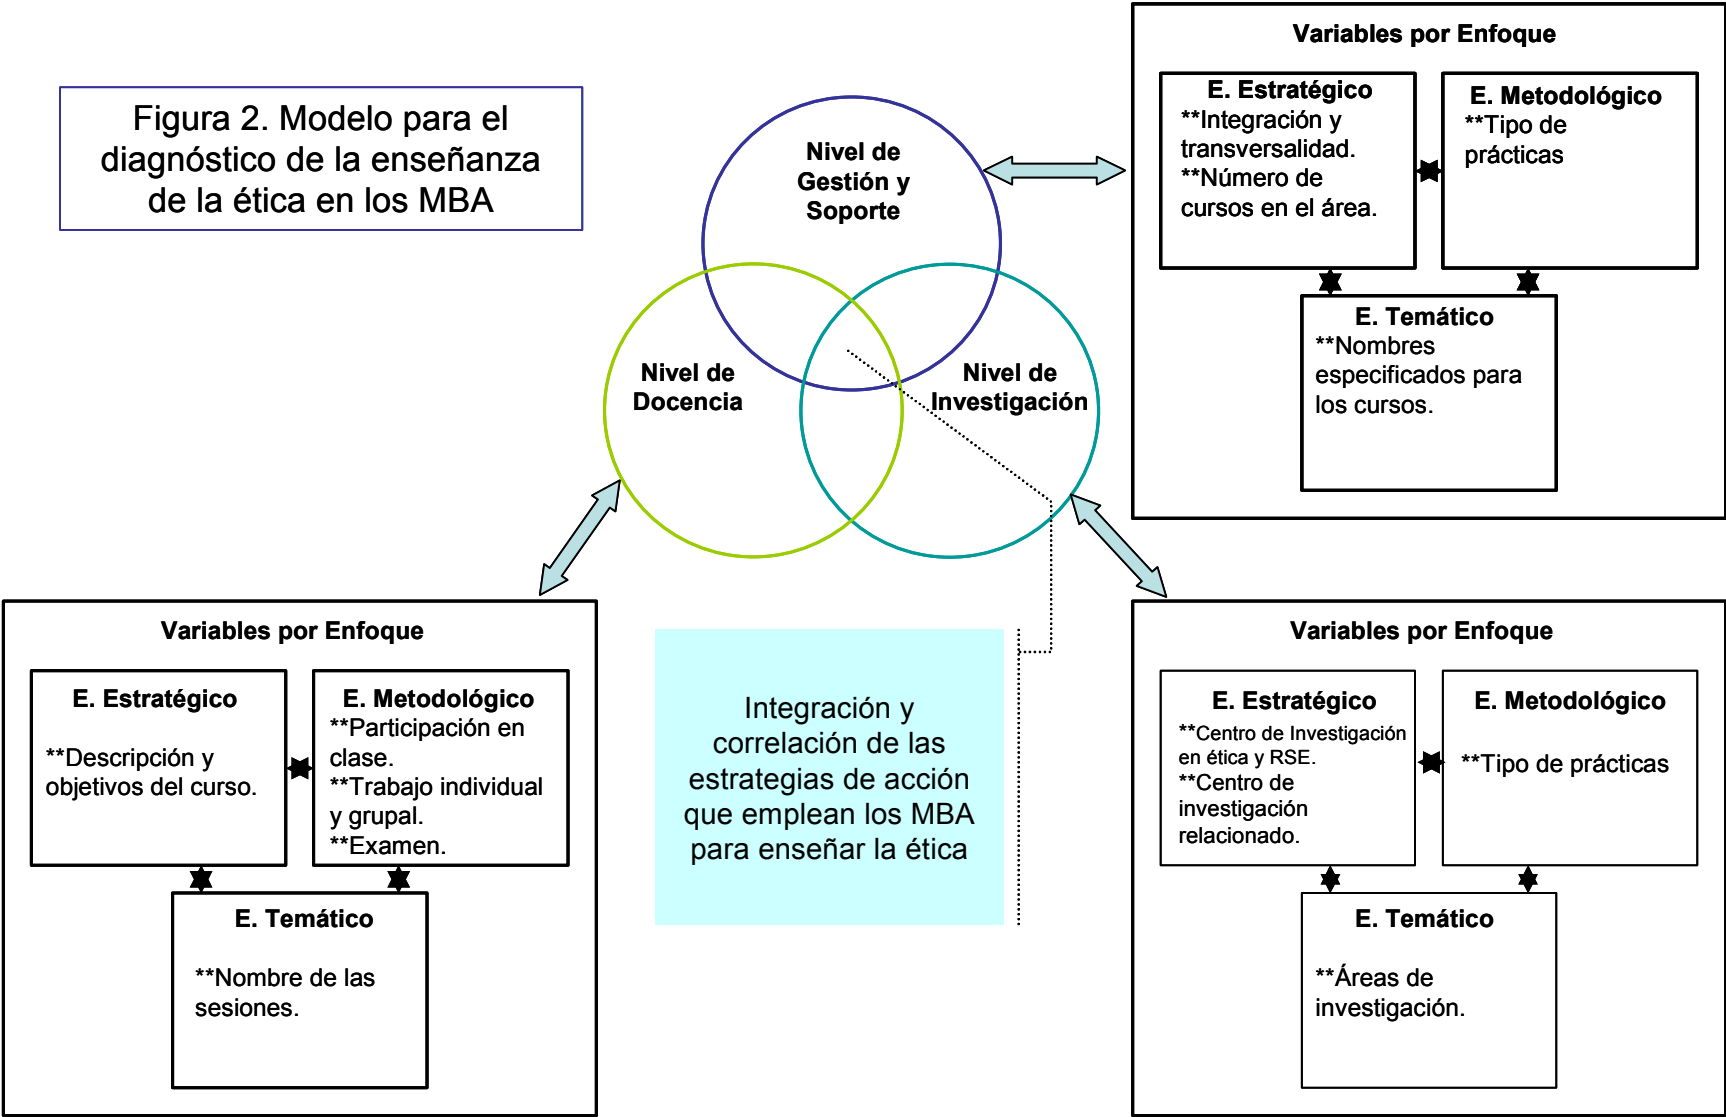 Figura 2. Modelo para el
diagnóstico de la enseñanza
de la ética en los MBA
Nivel de
Gestión y
Soporte
Nivel de
Docencia
Nivel de
Investigación
Variables por Enfoque
E. Estratégico
**Integración y
transversalidad.
**Número de
cursos en el área.
E. Metodológico
**Tipo de
prácticas
E. Temático
**Nombres
especificados para
los cursos.
Variables por Enfoque
E. Estratégico
**Descripción y
objetivos del curso.
E. Metodológico
**Participación en
clase.
**Trabajo individual
y grupal.
**Examen.
E. Temático
**Nombre de las
sesiones.
Integración y
correlación de las
estrategias de acción
que emplean los MBA
para enseñar la ética
Variables por Enfoque
E. Estratégico
**Centro de Investigación
en ética y RSE.
**Centro de
investigación
relacionado.
E. Metodológico
**Tipo de prácticas
E. Temático
**Áreas de
investigación.